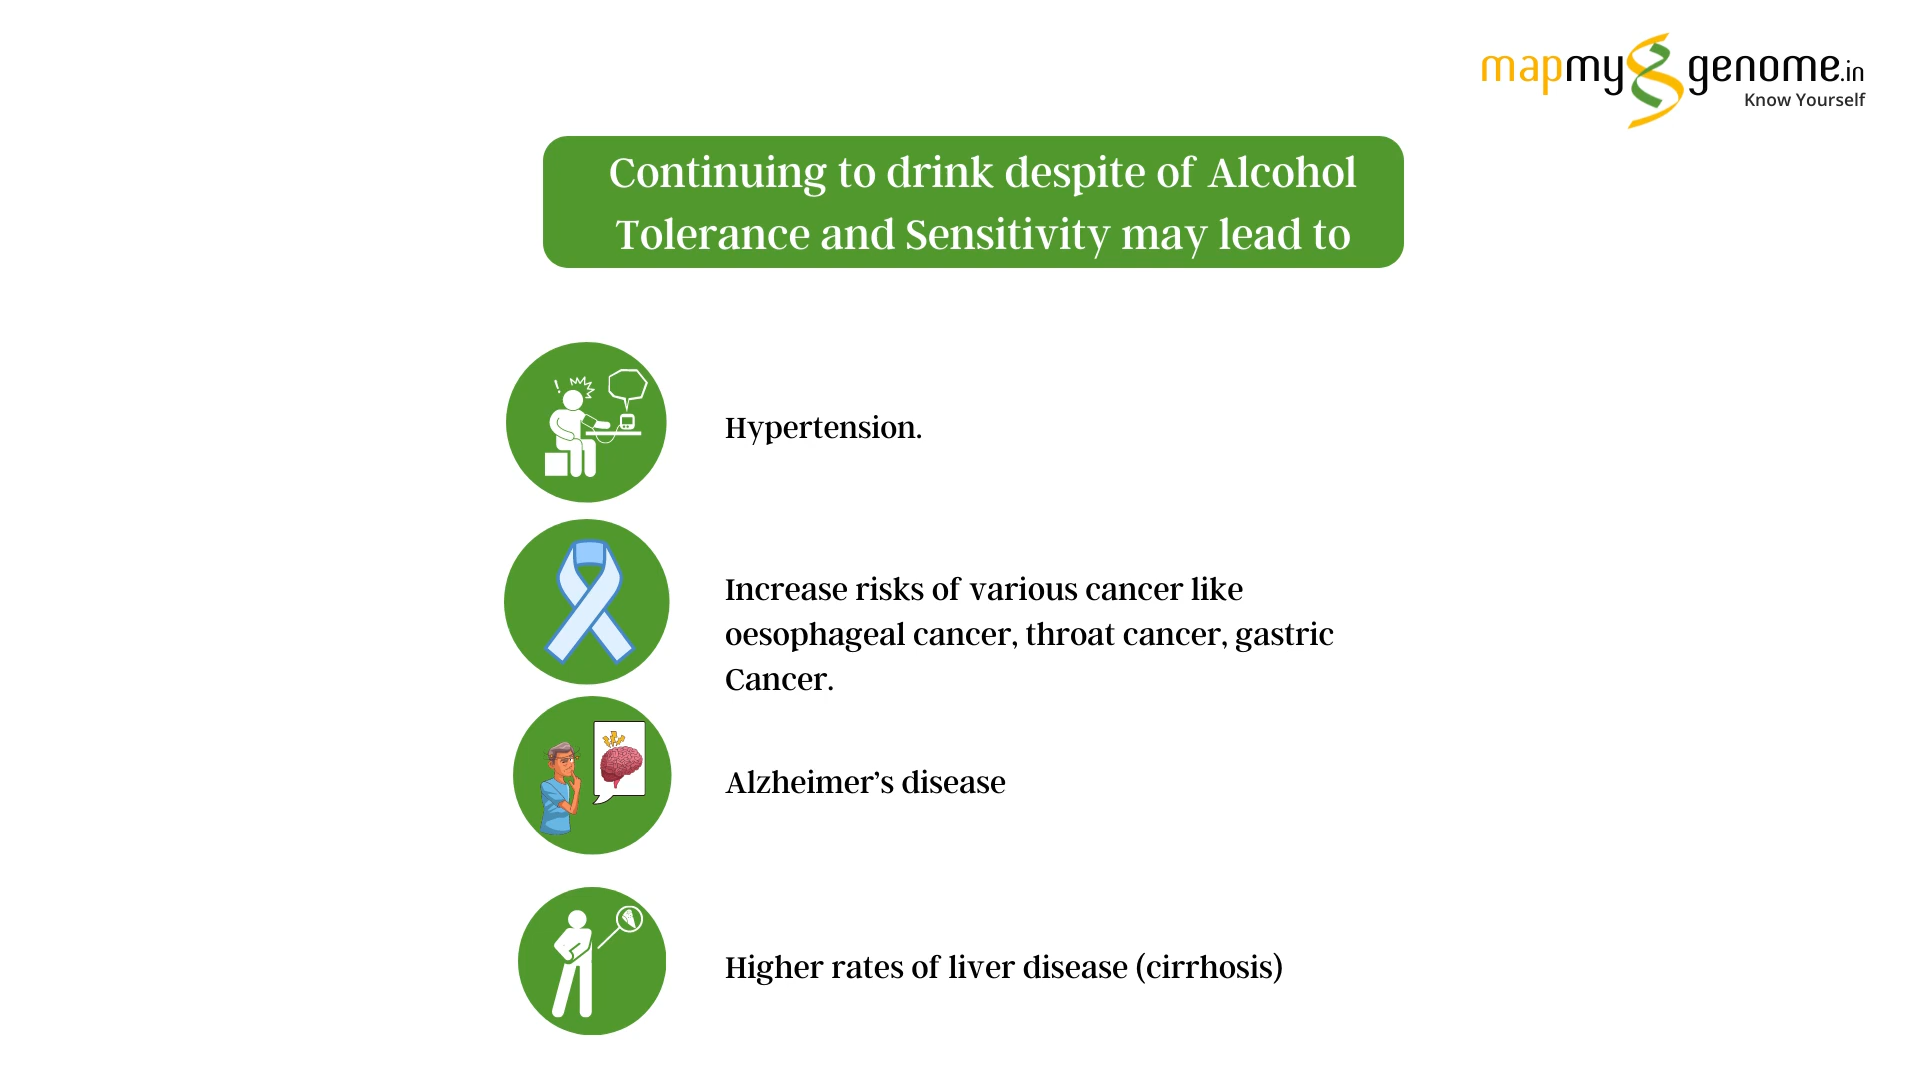 mapmy genome.in
Know Yourself
Continuing to drink despite of Alcohol
Tolerance and Sensitivity may lead to
Hypertension.
Increase risks of various cancer like
oesophageal cancer, throat cancer, gastric
Cancer.
Alzheimer’s disease
Higher rates of liver disease (cirrhosis)